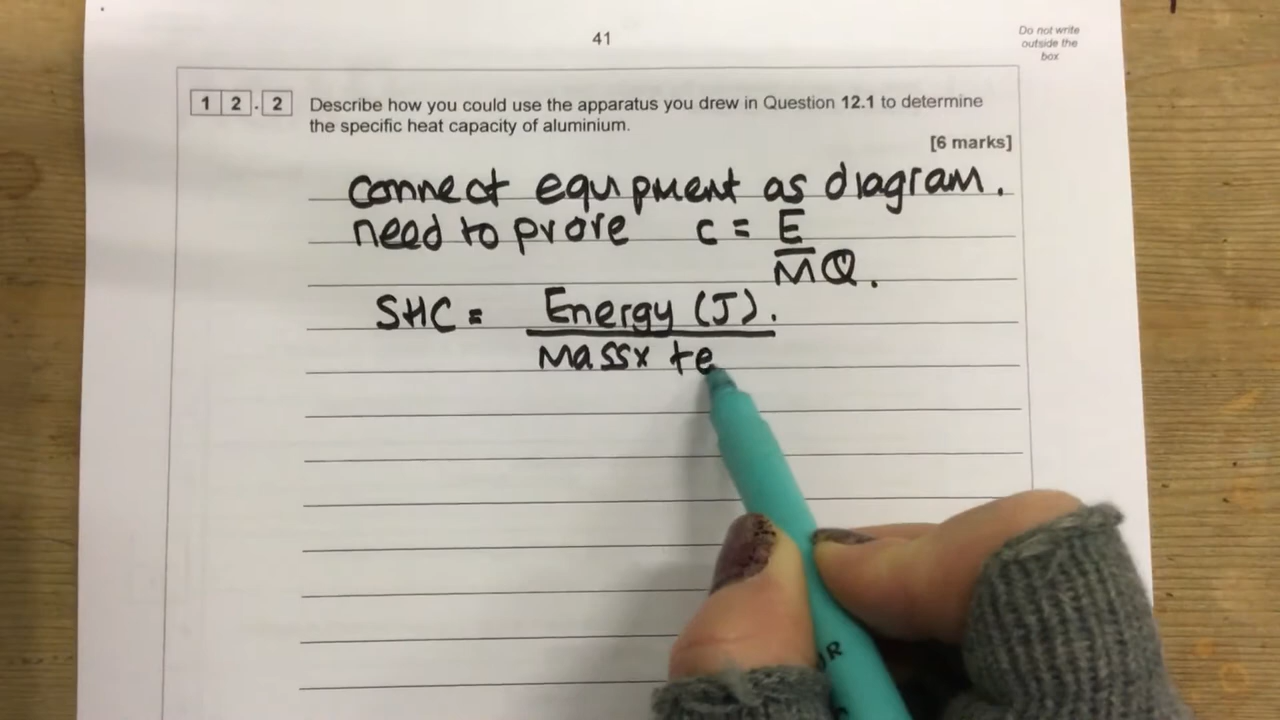 41
Do not write
outside the
box
1 2 . 2 Describe how you could use the apparatus you drew in Question 12.1 to determine
the specific heat capacity of aluminium.
[6 marks]
connect equipment as diagram.
need to prove c = E
MQ.
SHC = Energy (J).
Mass x te